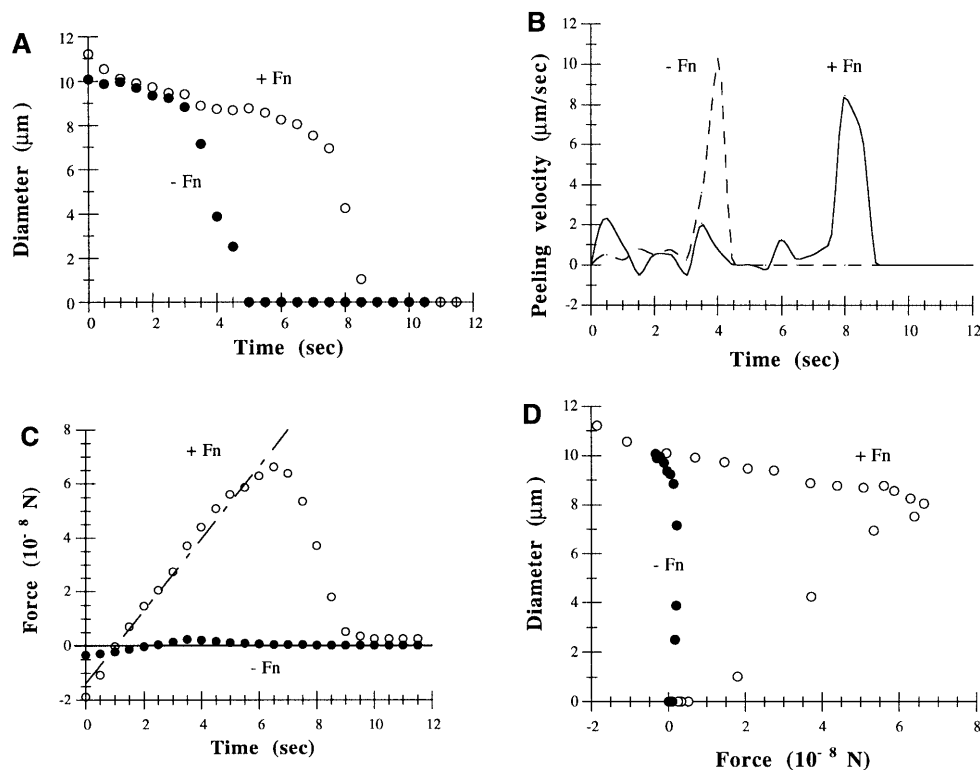 A
12
10
8
6
4
2
0
Diameter (μm)
+ Fn
- Fn
0 2 4 6 8 10 12
Time (sec)
B
12
10
8
6
4
2
0
-2
Peeling velocity (μm/sec)
- Fn
+ Fn
0 2 4 6 8 10 12
Time (sec)
C
8
6
4
2
0
-2
Force (10⁻⁸ N)
+ Fn
- Fn
0 2 4 6 8 10 12
Time (sec)
D
12
10
8
6
4
2
0
Diameter (μm)
+ Fn
- Fn
-2 0 2 4 6 8
Force (10⁻⁸ N)